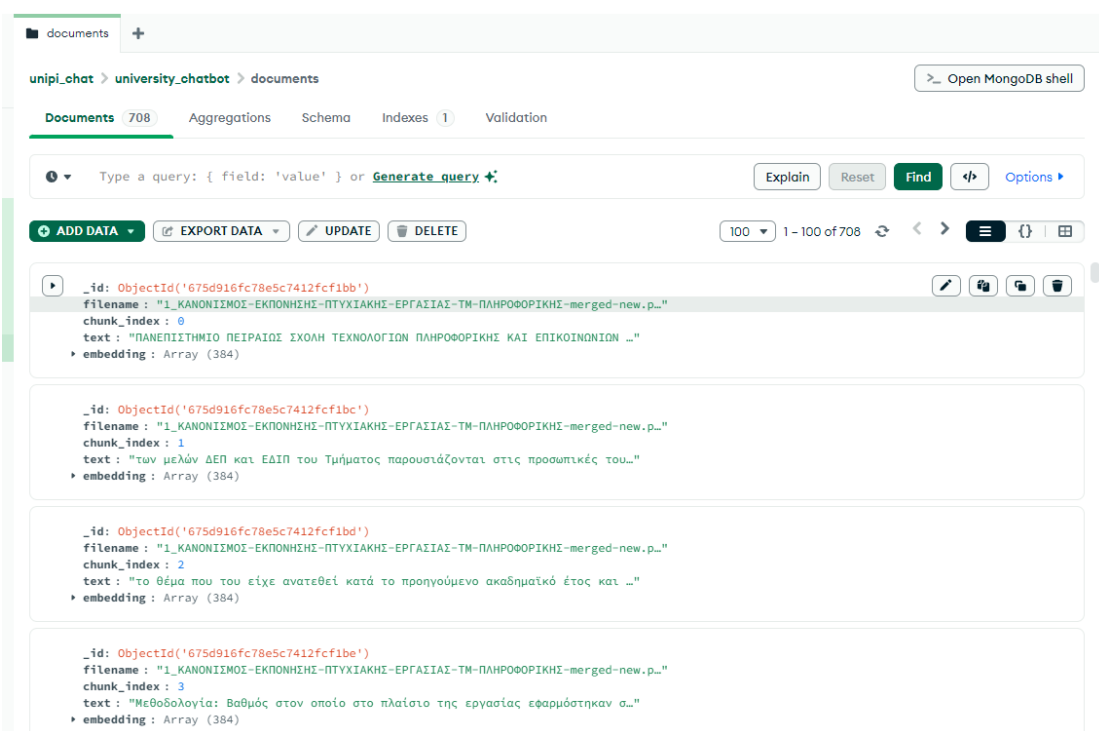 documents +
unipi_chat > university_chatbot > documents
>_ Open MongoDB shell
Documents 708 Aggregations Schema Indexes 1 Validation
Type a query: { field: 'value' } or Generate query
Explain Reset Find </> Options
ADD DATA EXPORT DATA UPDATE DELETE
100 1 – 100 of 708 {}
_id: ObjectId('675d916fc78e5c7412fcf1bb')
filename : "1_ΚΑΝΟΝΙΣΜΟΣ-ΕΚΠΟΝΗΣΗΣ-ΠΤΥΧΙΑΚΗΣ-ΕΡΓΑΣΙΑΣ-ΤΜ-ΠΛΗΡΟΦΟΡΙΚΗΣ-merged-new.p…"
chunk_index : 0
text : "ΠΑΝΕΠΙΣΤΗΜΙΟ ΠΕΙΡΑΙΩΣ ΣΧΟΛΗ ΤΕΧΝΟΛΟΓΙΩΝ ΠΛΗΡΟΦΟΡΙΚΗΣ ΚΑΙ ΕΠΙΚΟΙΝΩΝΙΩΝ …"
embedding : Array (384)
_id: ObjectId('675d916fc78e5c7412fcf1bc')
filename : "1_ΚΑΝΟΝΙΣΜΟΣ-ΕΚΠΟΝΗΣΗΣ-ΠΤΥΧΙΑΚΗΣ-ΕΡΓΑΣΙΑΣ-ΤΜ-ΠΛΗΡΟΦΟΡΙΚΗΣ-merged-new.p…"
chunk_index : 1
text : "των μελών ΔΕΠ και ΕΔΙΠ του Τμήματος παρουσιάζονται στις προσωπικές του…"
embedding : Array (384)
_id: ObjectId('675d916fc78e5c7412fcf1bd')
filename : "1_ΚΑΝΟΝΙΣΜΟΣ-ΕΚΠΟΝΗΣΗΣ-ΠΤΥΧΙΑΚΗΣ-ΕΡΓΑΣΙΑΣ-ΤΜ-ΠΛΗΡΟΦΟΡΙΚΗΣ-merged-new.p…"
chunk_index : 2
text : "το θέμα που του είχε ανατεθεί κατά το προηγούμενο ακαδημαϊκό έτος και …"
embedding : Array (384)
_id: ObjectId('675d916fc78e5c7412fcf1be')
filename : "1_ΚΑΝΟΝΙΣΜΟΣ-ΕΚΠΟΝΗΣΗΣ-ΠΤΥΧΙΑΚΗΣ-ΕΡΓΑΣΙΑΣ-ΤΜ-ΠΛΗΡΟΦΟΡΙΚΗΣ-merged-new.p…"
chunk_index : 3
text : "Μεθοδολογία: Βαθμός στον οποίο στο πλαίσιο της εργασίας εφαρμόστηκαν σ…"
embedding : Array (384)